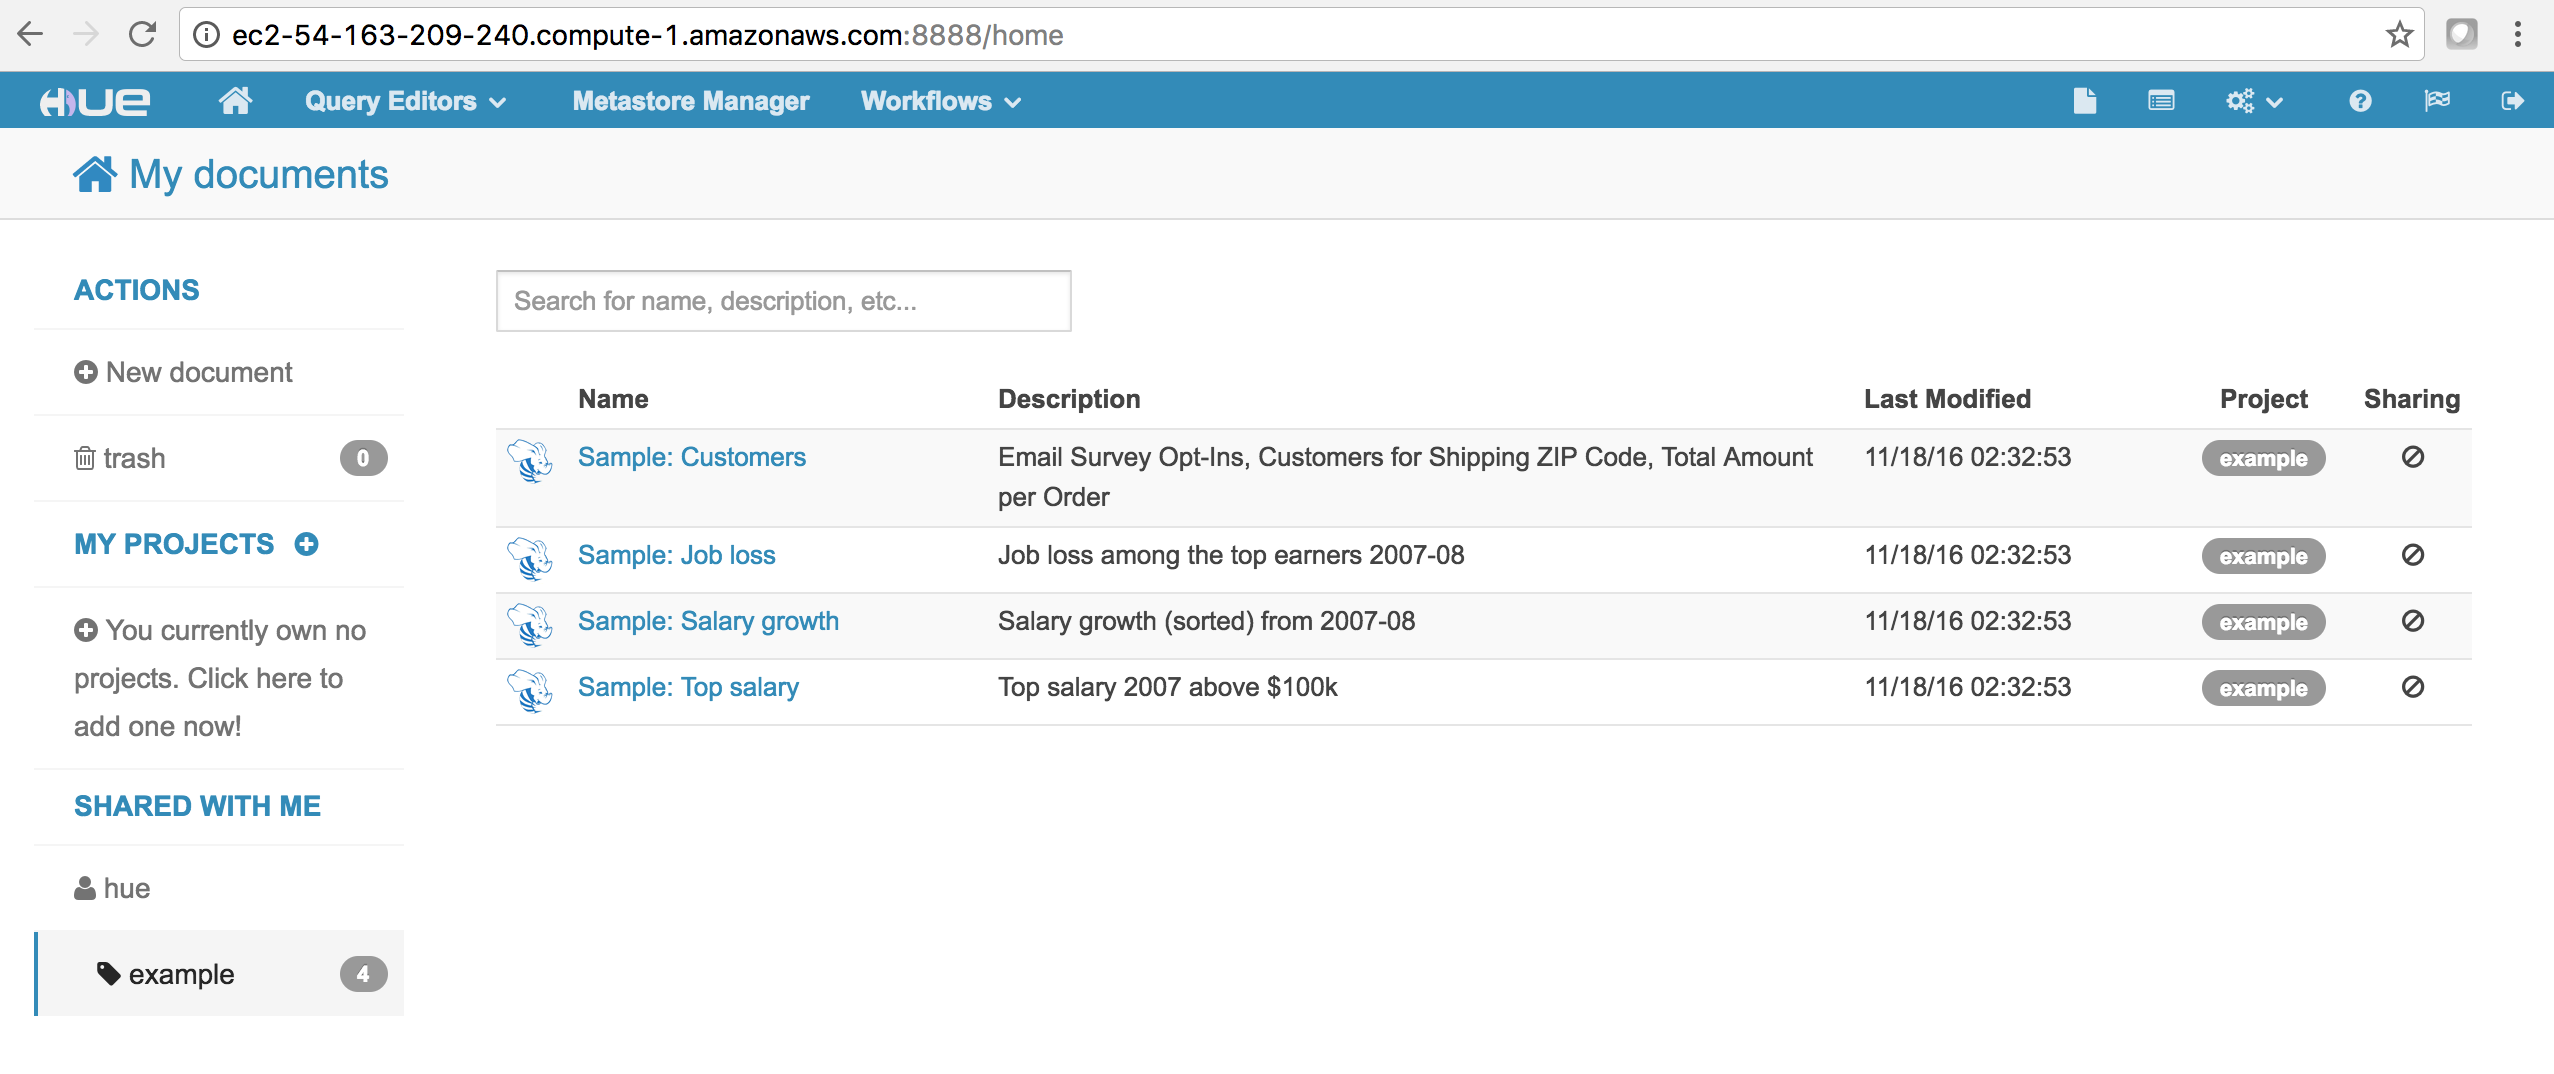 ec2-54-163-209-240.compute-1.amazonaws.com:8888/home
HUE Query Editors Metastore Manager Workflows
My documents
ACTIONS
New document
trash 0
MY PROJECTS
You currently own no
projects. Click here to
add one now!
SHARED WITH ME
hue
example 4
Search for name, description, etc...
Name Description Last Modified Project Sharing
Sample: Customers Email Survey Opt-Ins, Customers for Shipping ZIP Code, Total Amount 11/18/16 02:32:53 example
per Order
Sample: Job loss Job loss among the top earners 2007-08 11/18/16 02:32:53 example
Sample: Salary growth Salary growth (sorted) from 2007-08 11/18/16 02:32:53 example
Sample: Top salary Top salary 2007 above $100k 11/18/16 02:32:53 example